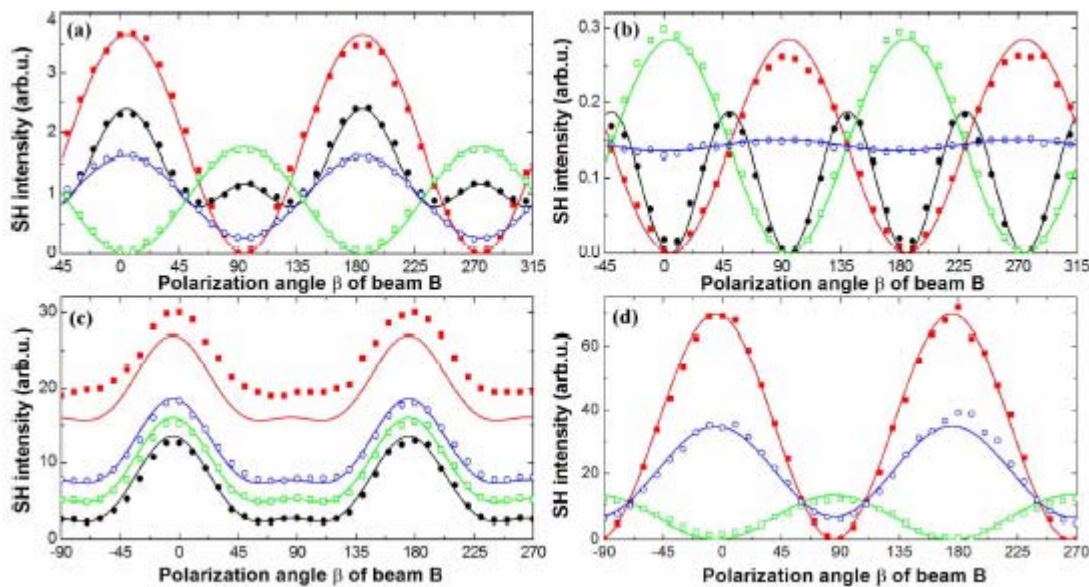 (a)
SH intensity (arb.u.)
4
3
2
1
0
-45 0 45 90 135 180 225 270 315
Polarization angle β of beam B
(b)
SH intensity (arb.u.)
0.3
0.2
0.1
0.0
-45 0 45 90 135 180 225 270 315
Polarization angle β of beam B
(c)
SH intensity (arb.u.)
30
20
10
0
-90 -45 0 45 90 135 180 225 270
Polarization angle β of beam B
(d)
SH intensity (arb.u.)
60
40
20
0
-90 -45 0 45 90 135 180 225 270
Polarization angle β of beam B